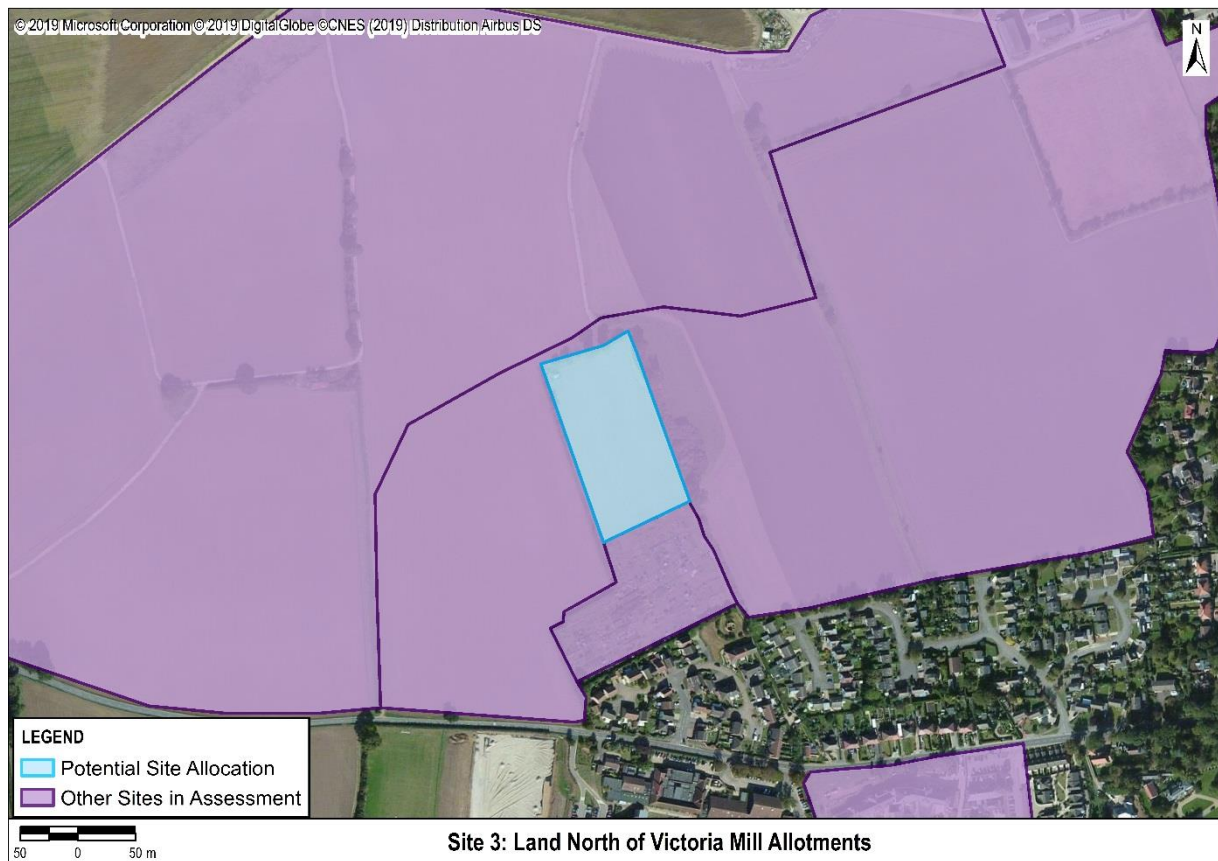 © 2019 Microsoft Corporation © 2019 DigitalGlobe ©CNES (2019) Distribution Airbus DS
N
LEGEND
Potential Site Allocation
Other Sites in Assessment
50 0 50 m
Site 3: Land North of Victoria Mill Allotments